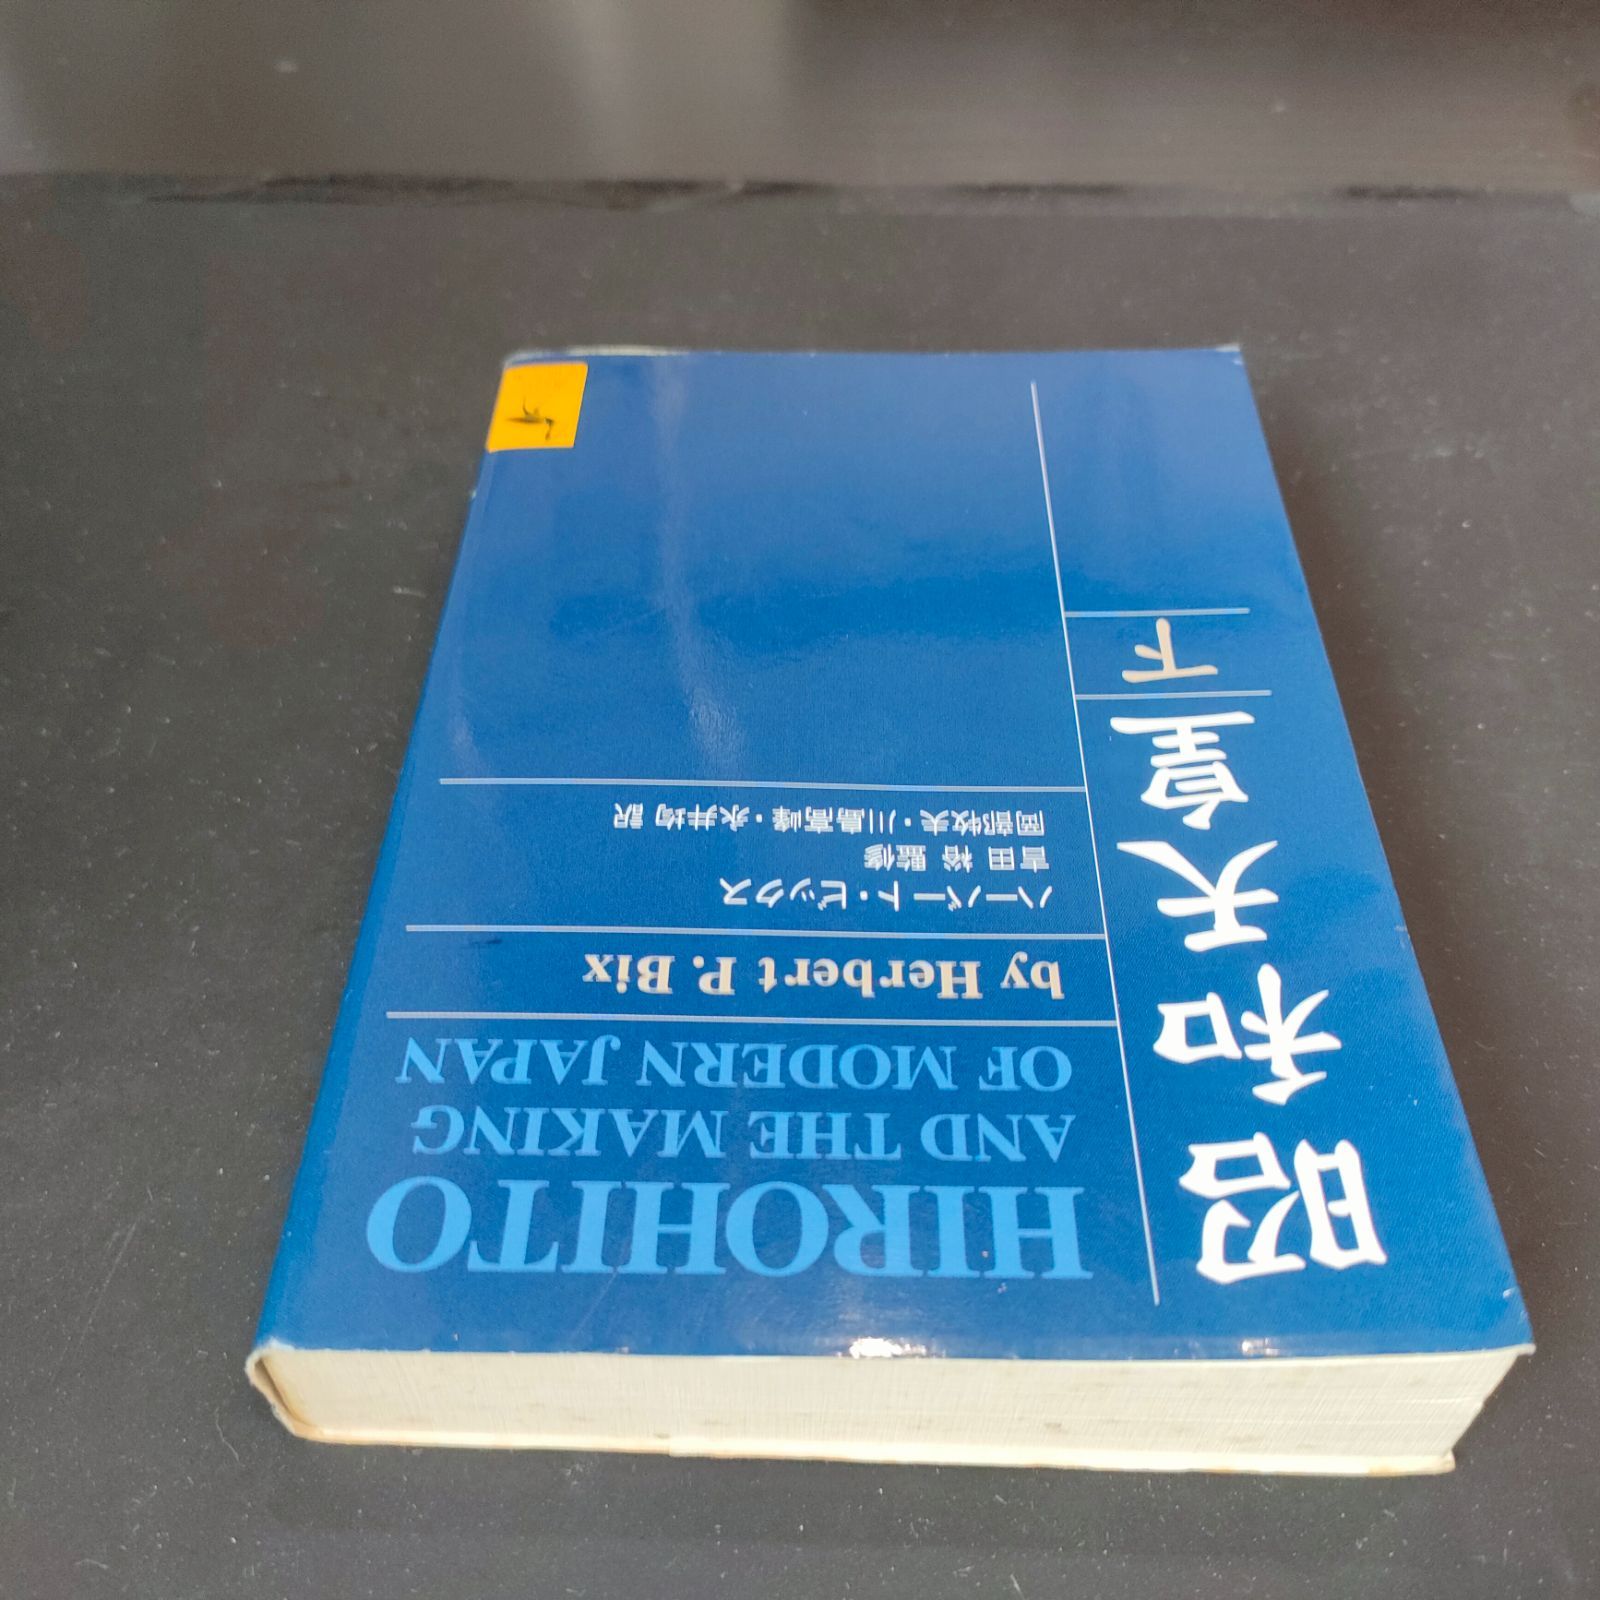 昭和天皇
下
HIROHITO
AND THE MAKING
OF MODERN JAPAN
by Herbert P. Bix
ハーバート・ビックス
吉田 裕 監修
岡部牧夫・川島高峰・永井均 訳